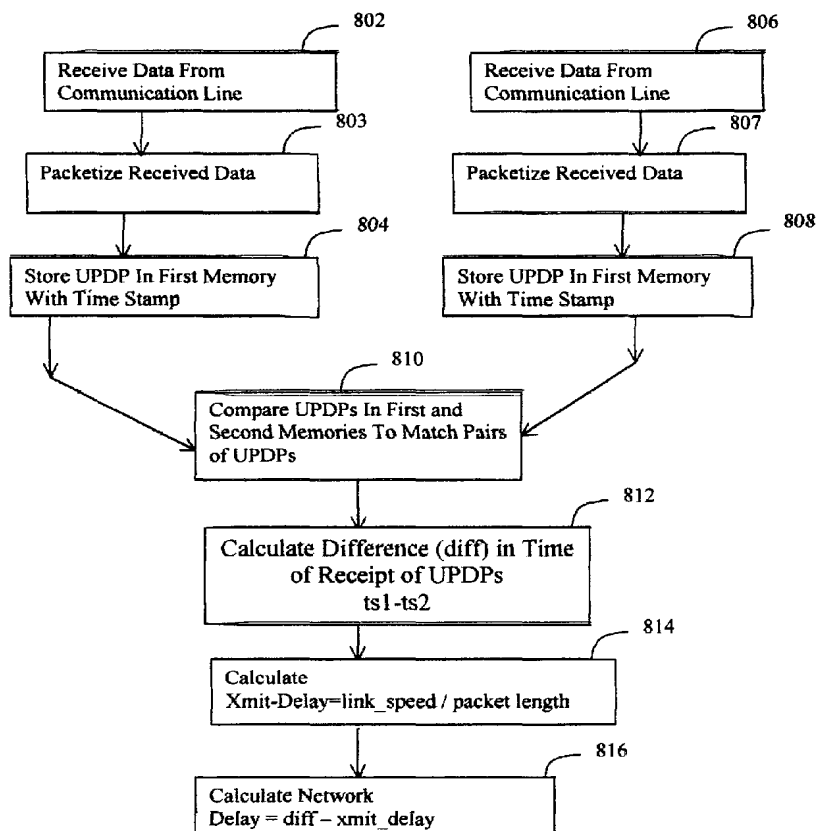 802
Receive Data From
Communication Line
803
Packetize Received Data
804
Store UPDP In First Memory
With Time Stamp
806
Receive Data From
Communication Line
807
Packetize Received Data
808
Store UPDP In First Memory
With Time Stamp
810
Compare UPDPs In First and
Second Memories To Match Pairs
of UPDPs
812
Calculate Difference (diff) in Time
of Receipt of UPDPs
ts1-ts2
814
Calculate
Xmit-Delay=link_speed / packet length
816
Calculate Network
Delay = diff – xmit_delay